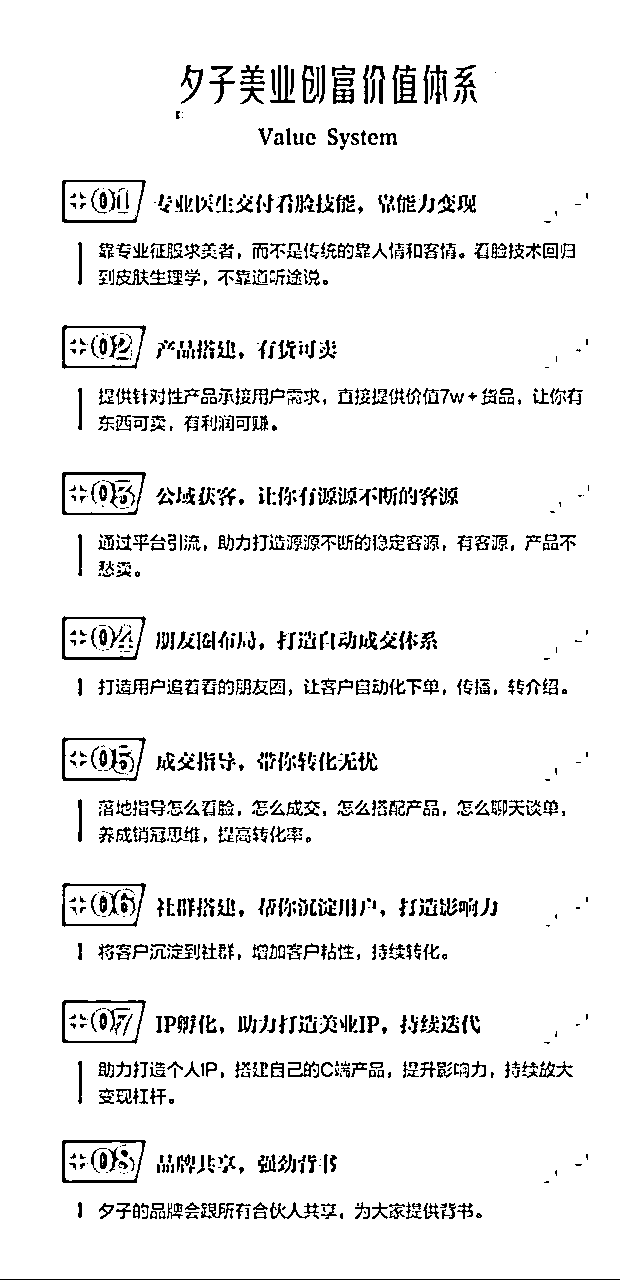 夕子美业创富价值体系
Value System
01 专业医生交付看脸技能，靠能力变现
靠专业征服求美者，而不是传统的靠人情和客情。看脸技术回归
到皮肤生理学，不靠道听途说。
02 产品搭建，有货可卖
提供针对性产品承接用户需求，直接提供价值7w+货品，让你有
东西可卖，有利润可赚。
03 公域获客，让你有源源不断的客源
通过平台引流，助力打造源源不断的稳定客源，有客源，产品不
愁卖。
04 朋友圈布局，打造自动成交体系
打造用户追着看的朋友圈，让客户自动化下单，传播，转介绍。
05 成交指导，带你转化无忧
落地指导怎么看脸，怎么成交，怎么搭配产品，怎么聊天谈单，
养成销冠思维，提高转化率。
06 社群搭建，帮你沉淀用户，打造影响力
将客户沉淀到社群，增加客户粘性，持续转化。
07 IP孵化，助力打造美业IP，持续迭代
助力打造个人IP，搭建自己的C端产品，提升影响力，持续放大
变现杠杆。
08 品牌共享，强劲背书
夕子的品牌会跟所有合伙人共享，为大家提供背书。